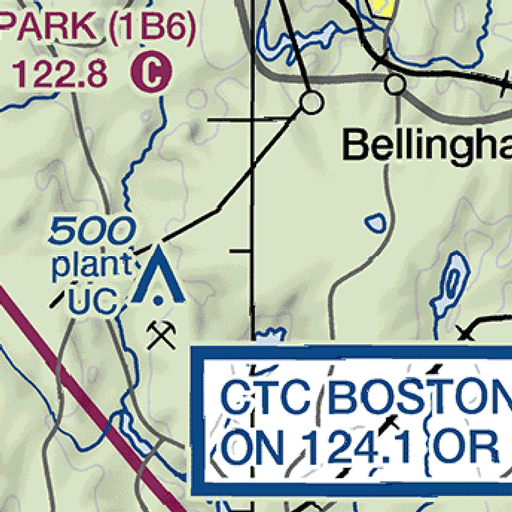 PARK (1B6)
122.8 C
Bellingha
500
plant
UC
CTC BOSTON
ON 124.1 OR